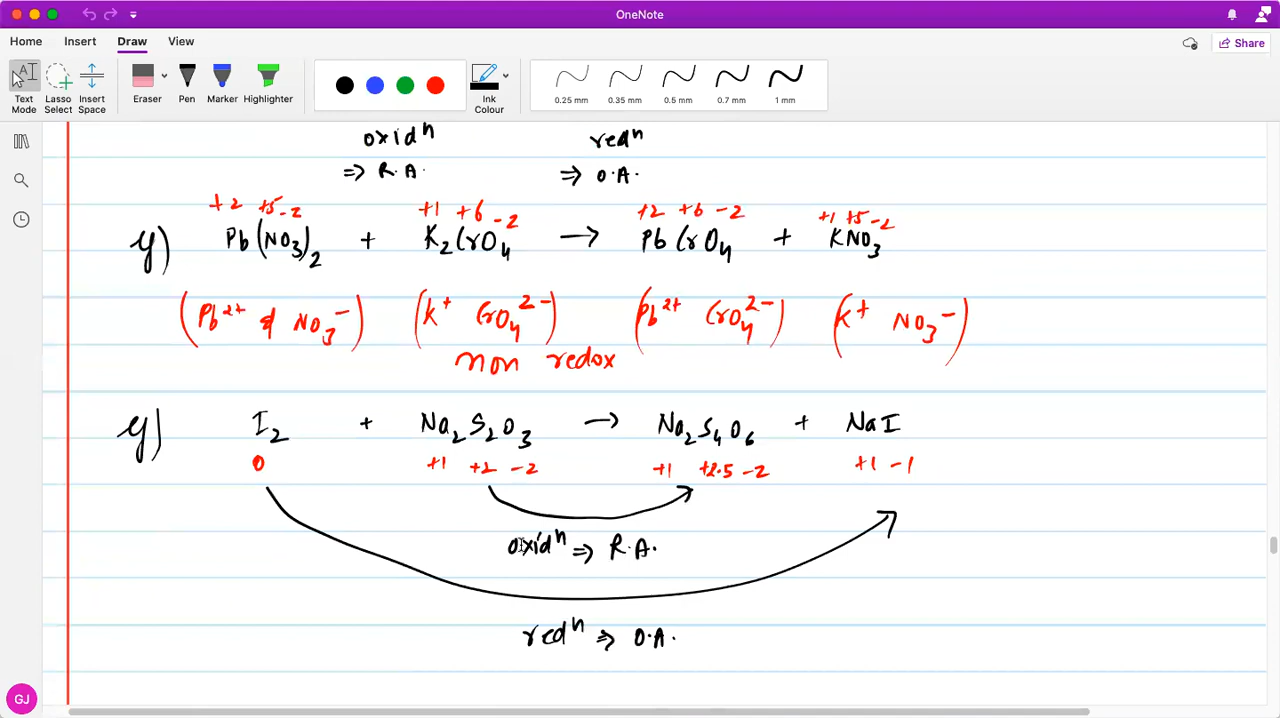 OneNote
Home Insert Draw View
Share
Text Mode
Lasso Select
Insert Space
Eraser
Pen
Marker
Highlighter
Ink Colour
0.25 mm
0.35 mm
0.5 mm
0.7 mm
1 mm
oxidⁿ redⁿ
⇒ R.A. ⇒ O.A.
+2 +5 -2 +1 +6 -2 +2 +6 -2 +1 +5 -2
eg) Pb(NO₃)₂ + K₂CrO₄ → PbCrO₄ + KNO₃
(Pb²⁺ & NO₃⁻) (K⁺ CrO₄²⁻) (Pb²⁺ CrO₄²⁻) (K⁺ NO₃⁻)
non redox
eg) I₂ + Na₂S₂O₃ → Na₂S₄O₆ + NaI
0 +1 +2 -2 +1 +2.5 -2 +1 -1
oxidⁿ ⇒ R.A.
redⁿ ⇒ O.A.
GJ